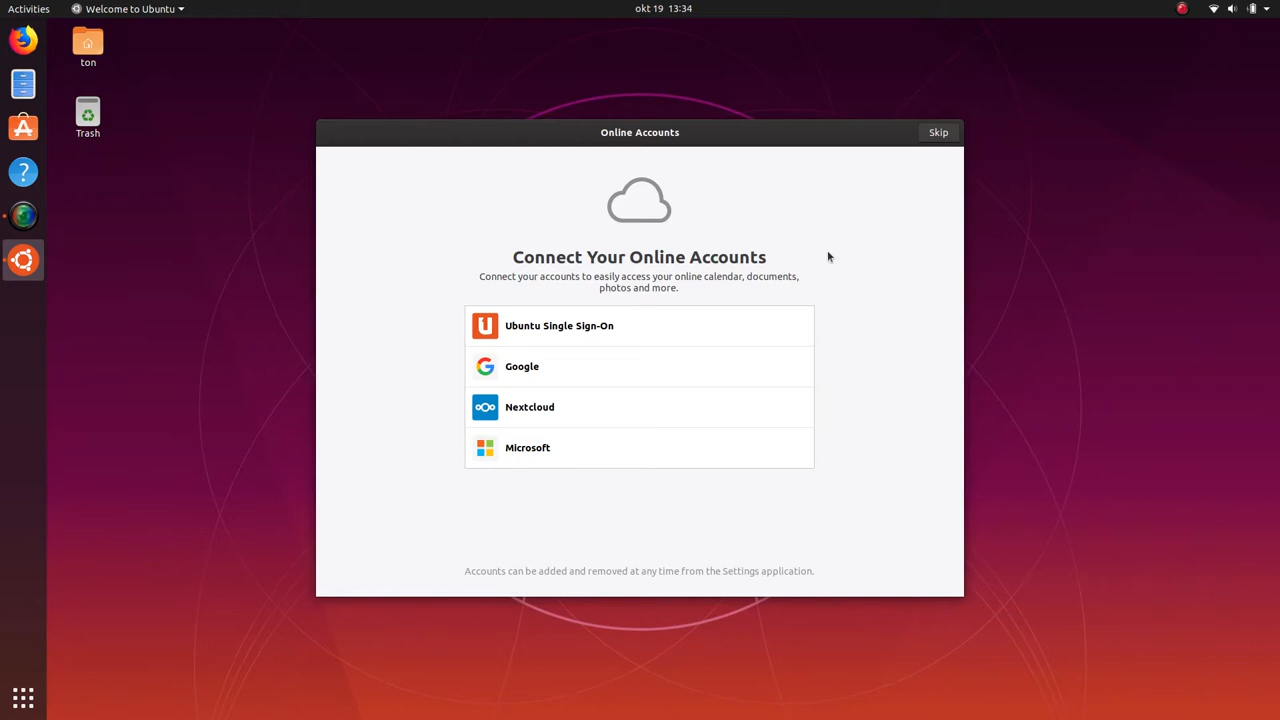 Activities
Welcome to Ubuntu
okt 19 13:34
ton
Trash
Online Accounts
Skip
Connect Your Online Accounts
Connect your accounts to easily access your online calendar, documents,
photos and more.
Ubuntu Single Sign-On
Google
Nextcloud
Microsoft
Accounts can be added and removed at any time from the Settings application.